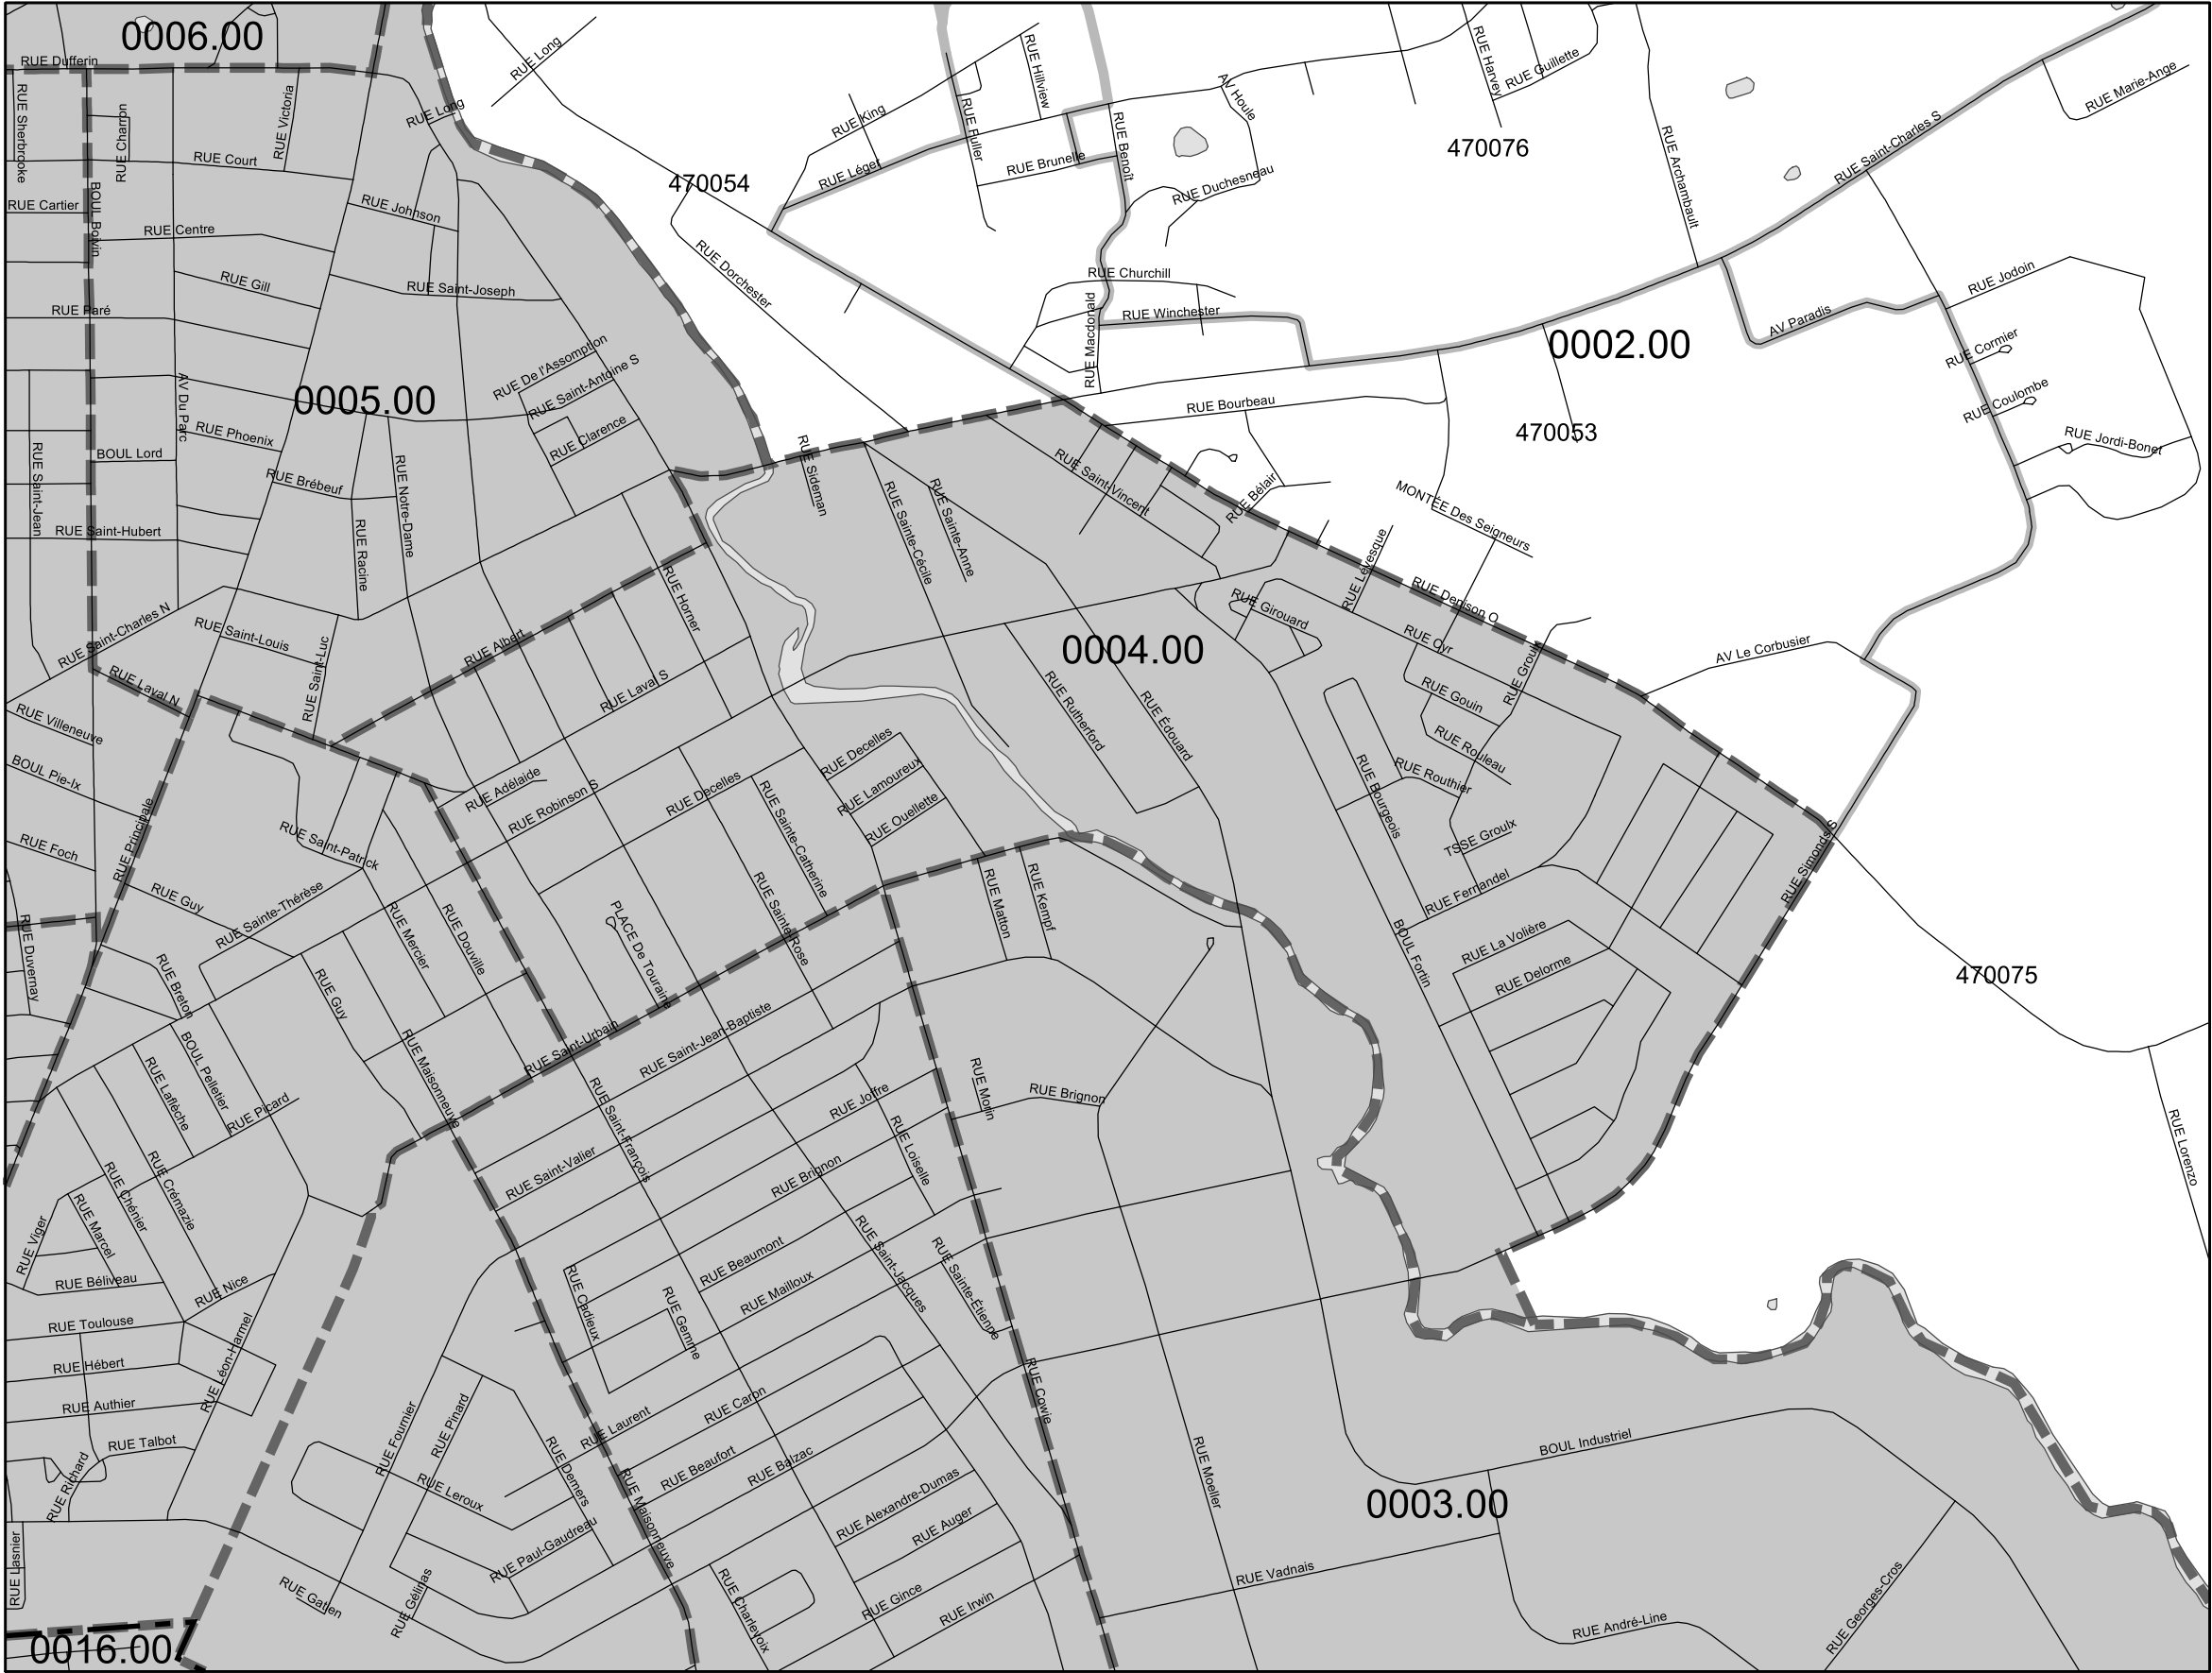 0006.00
RUE Dufferin
RUE Sherbrooke
RUE Charron
RUE Victoria
RUE Long
RUE Long
RUE King
RUE Hillview
RUE Fuller
RUE Léger
RUE Brunelle
RUE Benoît
AV Houle
RUE Duchesneau
RUE Harvey
RUE Guillette
470076
RUE Archambault
RUE Saint-Charles S
RUE Marie-Ange
RUE Court
RUE Cartier
BOUL Boivin
RUE Centre
RUE Johnson
470054
RUE Dorchester
RUE Gill
RUE Saint-Joseph
RUE Paré
RUE Churchill
RUE Macdonald
RUE Winchester
0002.00
AV Paradis
RUE Jodoin
RUE Cormier
RUE Coulombe
RUE Jordi-Bonet
RUE De l'Assomption
RUE Saint-Antoine S
RUE Clarence
0005.00
AV Du Parc
RUE Phoenix
BOUL Lord
RUE Brébeuf
RUE Notre-Dame
RUE Racine
RUE Saint-Jean
RUE Saint-Hubert
RUE Sideman
RUE Sainte-Cécile
RUE Sainte-Anne
RUE Bourbeau
470053
RUE Saint-Vincent
RUE Bélair
MONTÉE Des Seigneurs
RUE Lévesque
RUE Denison O
RUE Girouard
RUE Cyr
0004.00
RUE Groulx
RUE Gouin
RUE Rouleau
RUE Routhier
RUE Bourgeois
TSSE Groulx
RUE Fernandel
AV Le Corbusier
RUE Simonds S
RUE Saint-Charles N
RUE Saint-Louis
RUE Saint-Luc
RUE Laval N
RUE Albert
RUE Horner
RUE Laval S
RUE Rutherford
RUE Édouard
RUE Villeneuve
BOUL Pie-Ix
RUE Foch
RUE Principale
RUE Saint-Patrick
RUE Adélaïde
RUE Robinson S
RUE Decelles
RUE Decelles
RUE Lamoureux
RUE Ouellette
RUE Sainte-Catherine
RUE Sainte-Rose
RUE Guy
RUE Sainte-Thérèse
RUE Mercier
RUE Douville
PLACE De Touraine
RUE Matton
RUE Kempf
BOUL Fortin
RUE La Volière
RUE Delorme
470075
RUE Duvernay
RUE Breton
RUE Guy
RUE Maisonneuve
RUE Saint-Urbain
RUE Saint-Jean-Baptiste
BOUL Pelletier
RUE Laflèche
RUE Picard
RUE Crémazie
RUE Chénier
RUE Marcel
RUE Viger
RUE Béliveau
RUE Nice
RUE Saint-François
RUE Saint-Valier
RUE Joffre
RUE Loiselle
RUE Brignon
RUE Morin
RUE Brignon
RUE Lorenzo
RUE Beaumont
RUE Mailloux
RUE Saint-Jacques
RUE Sainte-Étienne
RUE Cadieux
RUE Gemme
RUE Toulouse
RUE Hébert
RUE Authier
RUE Talbot
RUE Richard
RUE Léon-Harmel
RUE Fournier
RUE Pinard
RUE Leroux
RUE Demers
RUE Laurent
RUE Caron
RUE Beaufort
RUE Balzac
RUE Cowie
RUE Moeller
BOUL Industriel
0003.00
RUE Alexandre-Dumas
RUE Auger
RUE Gince
RUE Irwin
RUE Maisonneuve
RUE Paul-Gaudreau
RUE Charlevoix
RUE Gatien
RUE Gélinas
RUE Lasnier
RUE Vadnais
RUE André-Line
RUE Georges-Cros
0016.00